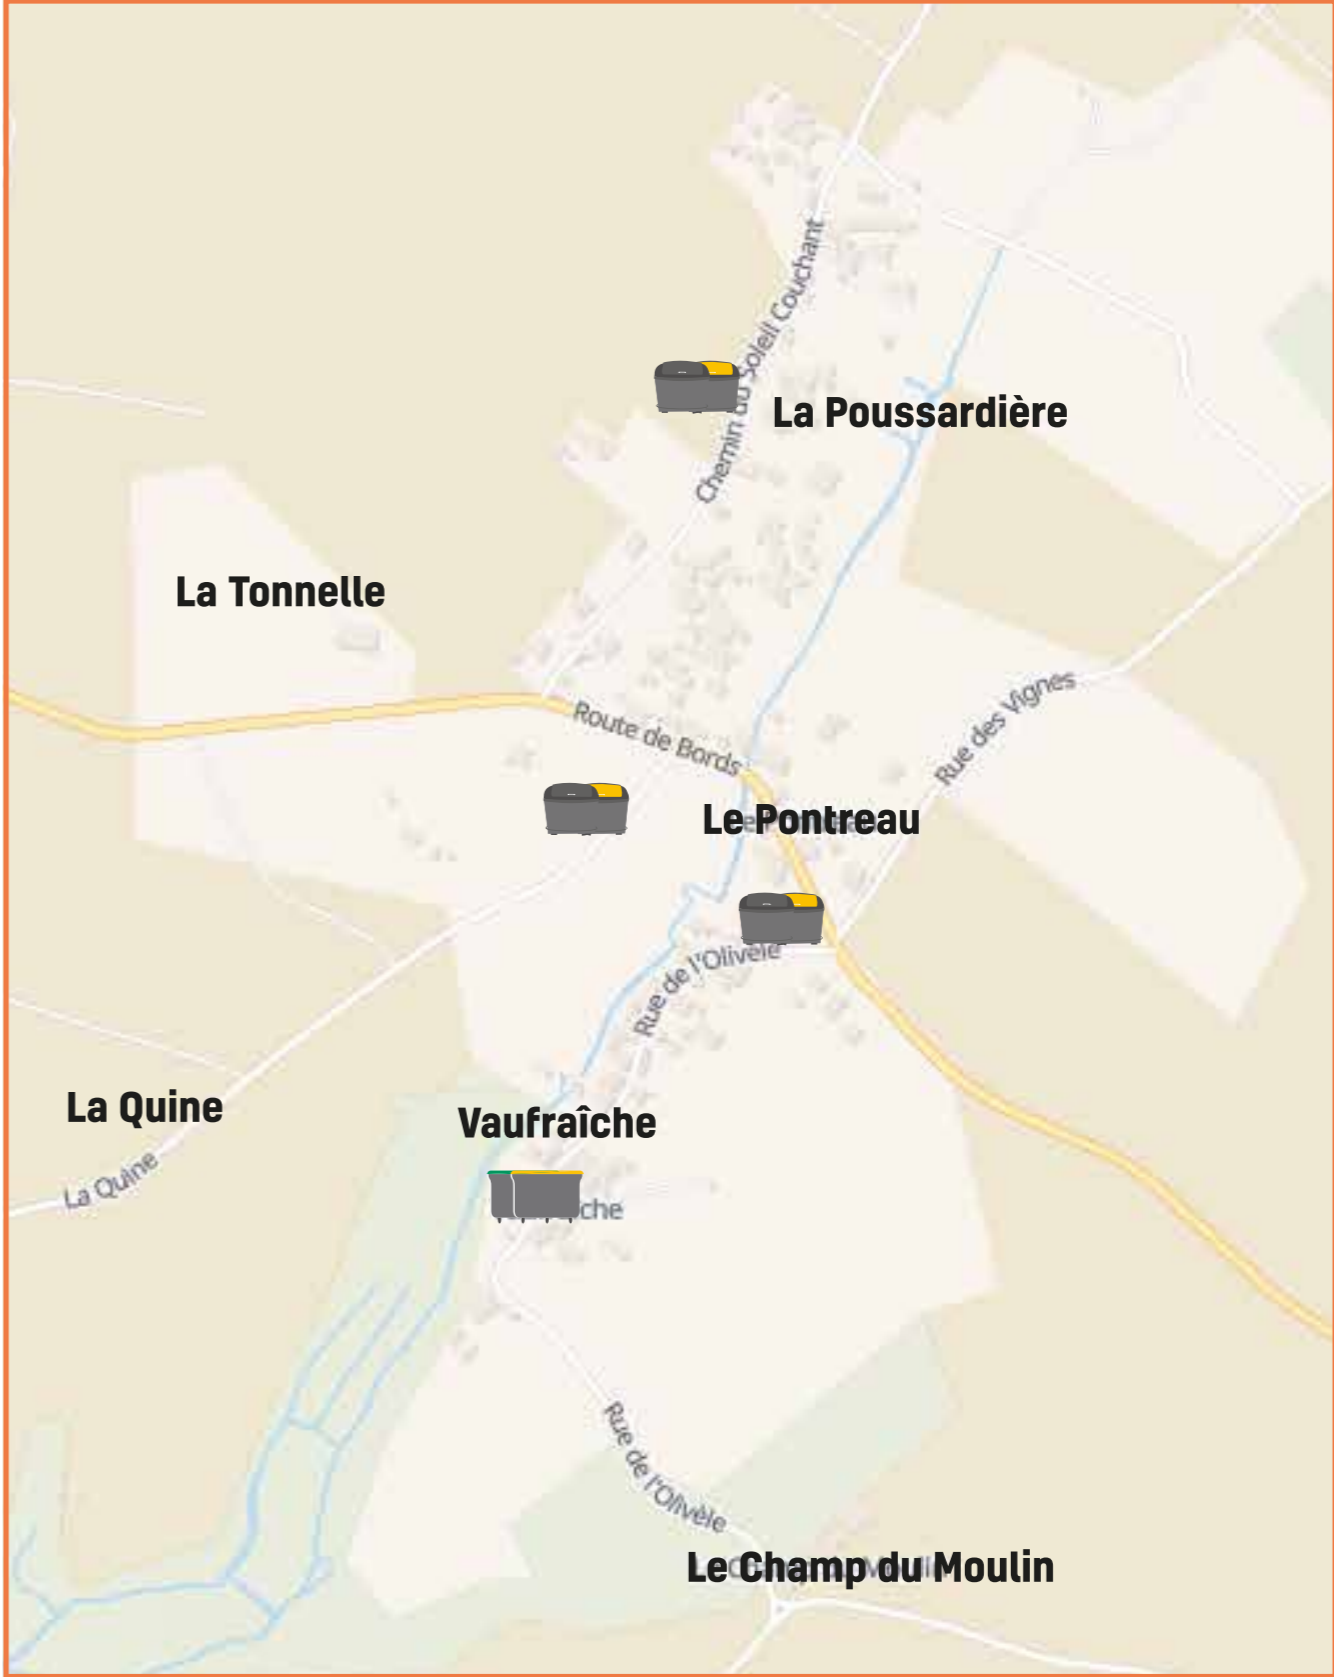 Chemin du Soleil Couchant
La Poussardière
La Tonnelle
Route de Bords
Rue des Vignes
Le Pontreau
Rue de l'Olivèle
La Quine
Vaufraîche
La Quine
che
Rue de l'Olivèle
Le Champ du Moulin